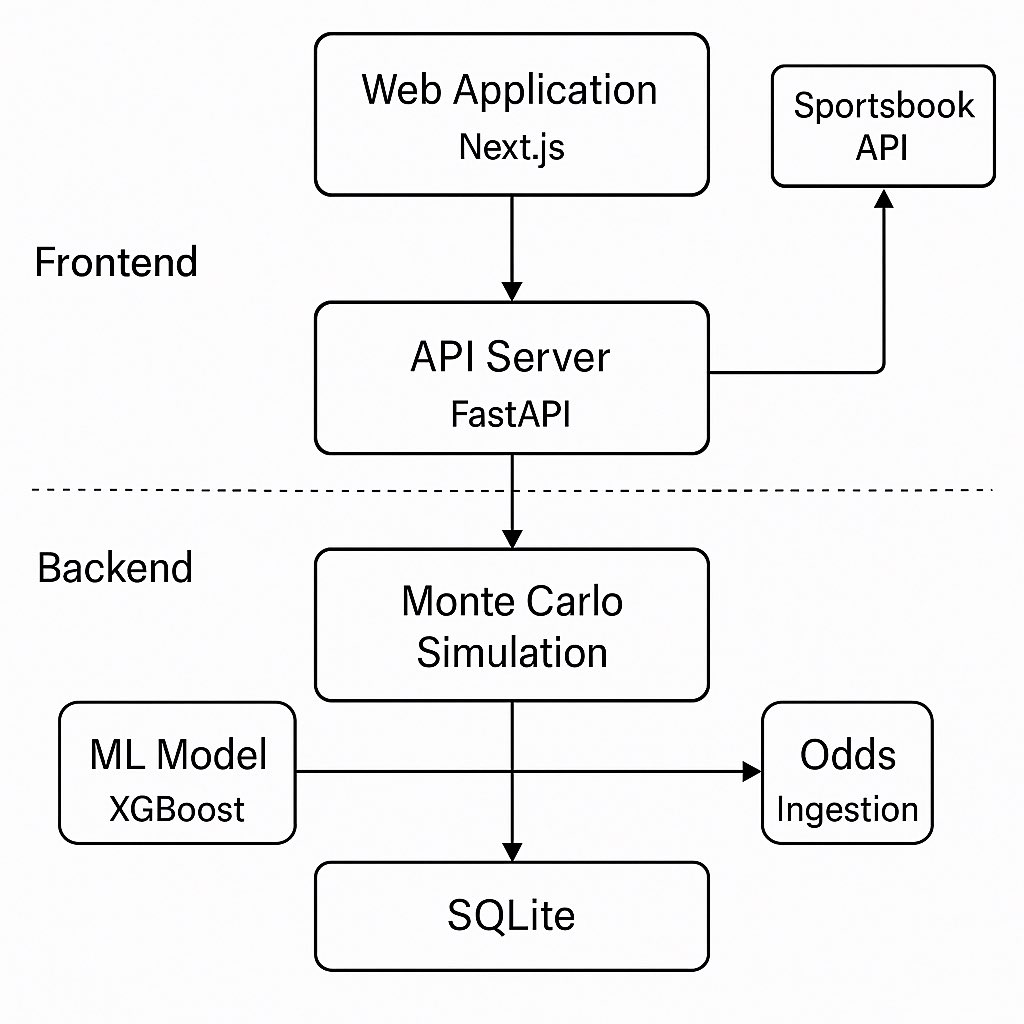 Web Application
Next.js
Sportsbook
API
Frontend
API Server
FastAPI
Backend
Monte Carlo
Simulation
ML Model
XGBoost
Odds
Ingestion
SQLite